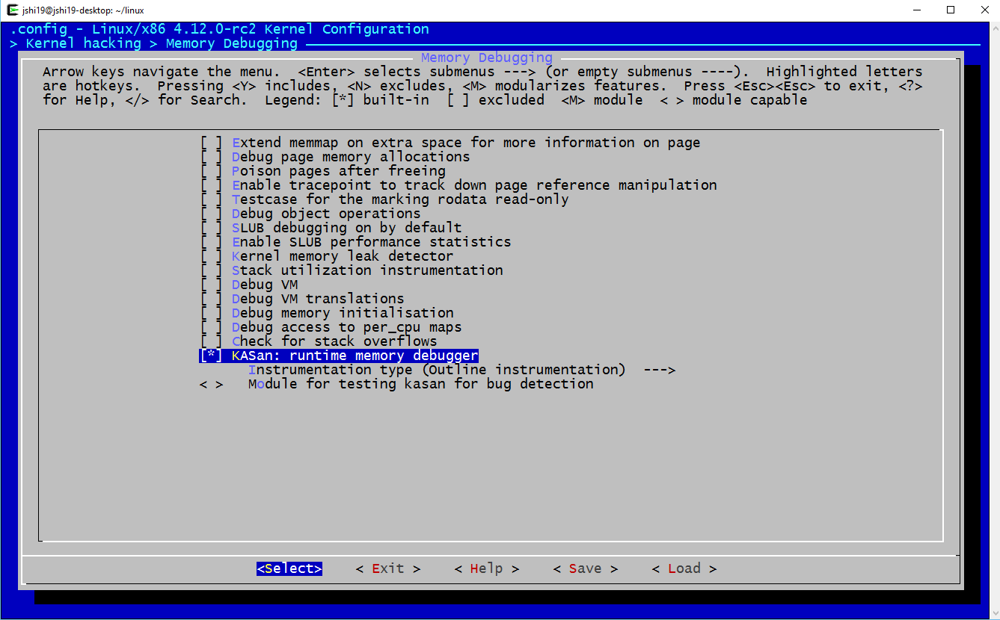 jshi19@jshi19-desktop: ~/linux
.config - Linux/x86 4.12.0-rc2 Kernel Configuration
> Kernel hacking > Memory Debugging
Memory Debugging
Arrow keys navigate the menu.  <Enter> selects submenus ---> (or empty submenus ----).  Highlighted letters
are hotkeys.  Pressing <Y> includes, <N> excludes, <M> modularizes features.  Press <Esc><Esc> to exit, <?>
for Help, </> for Search.  Legend: [*] built-in  [ ] excluded  <M> module  < > module capable
[ ] Extend memmap on extra space for more information on page
[ ] Debug page memory allocations
[ ] Poison pages after freeing
[ ] Enable tracepoint to track down page reference manipulation
[ ] Testcase for the marking rodata read-only
[ ] Debug object operations
[ ] SLUB debugging on by default
[ ] Enable SLUB performance statistics
[ ] Kernel memory leak detector
[ ] Stack utilization instrumentation
[ ] Debug VM
[ ] Debug VM translations
[ ] Debug memory initialisation
[ ] Debug access to per_cpu maps
[ ] Check for stack overflows
[*] KASan: runtime memory debugger
Instrumentation type (Outline instrumentation)  --->
< >   Module for testing kasan for bug detection
<Select>    < Exit >    < Help >    < Save >    < Load >